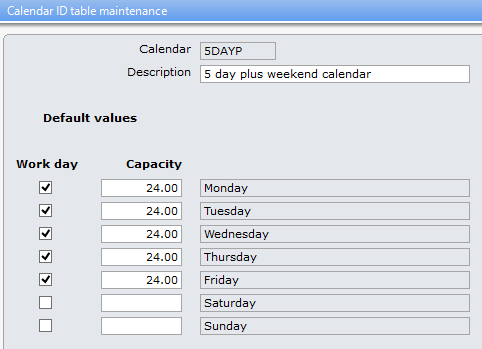 Calendar ID table maintenance
Calendar 5DAYP
Description 5 day plus weekend calendar
Default values
Work day Capacity
24.00 Monday
24.00 Tuesday
24.00 Wednesday
24.00 Thursday
24.00 Friday
Saturday
Sunday